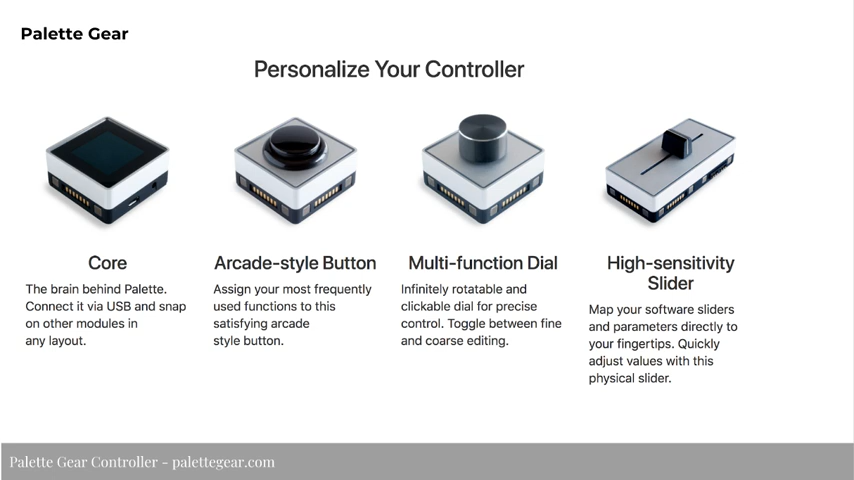 Palette Gear
Personalize Your Controller
Core
The brain behind Palette.
Connect it via USB and snap
on other modules in
any layout.
Arcade-style Button
Assign your most frequently
used functions to this
satisfying arcade
style button.
Multi-function Dial
Infinitely rotatable and
clickable dial for precise
control. Toggle between fine
and coarse editing.
High-sensitivity
Slider
Map your software sliders
and parameters directly to
your fingertips. Quickly
adjust values with this
physical slider.
Palette Gear Controller - palettegear.com